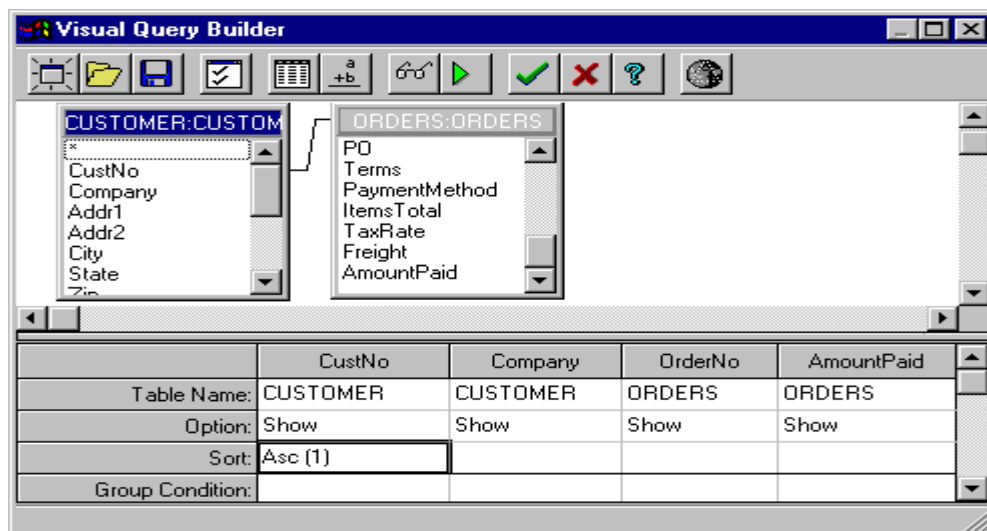 Visual Query Builder
a
+b
CUSTOMER:CUSTOM
*
CustNo
Company
Addr1
Addr2
City
State
Zip
ORDERS:ORDERS
PO
Terms
PaymentMethod
ItemsTotal
TaxRate
Freight
AmountPaid
CustNo Company OrderNo AmountPaid
Table Name: CUSTOMER CUSTOMER ORDERS ORDERS
Option: Show Show Show Show
Sort: Asc (1)
Group Condition: